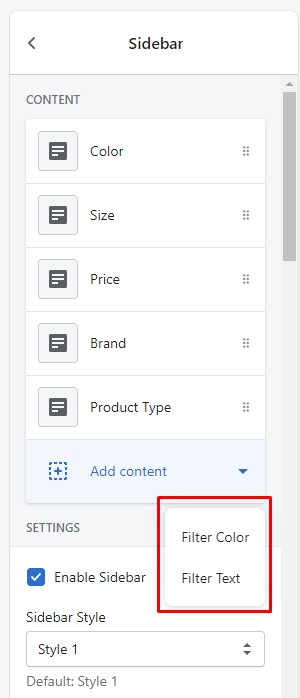 Sidebar
CONTENT
Color
Size
Price
Brand
Product Type
Add content
SETTINGS
Filter Color
Filter Text
Enable Sidebar
Sidebar Style
Style 1
Default: Style 1